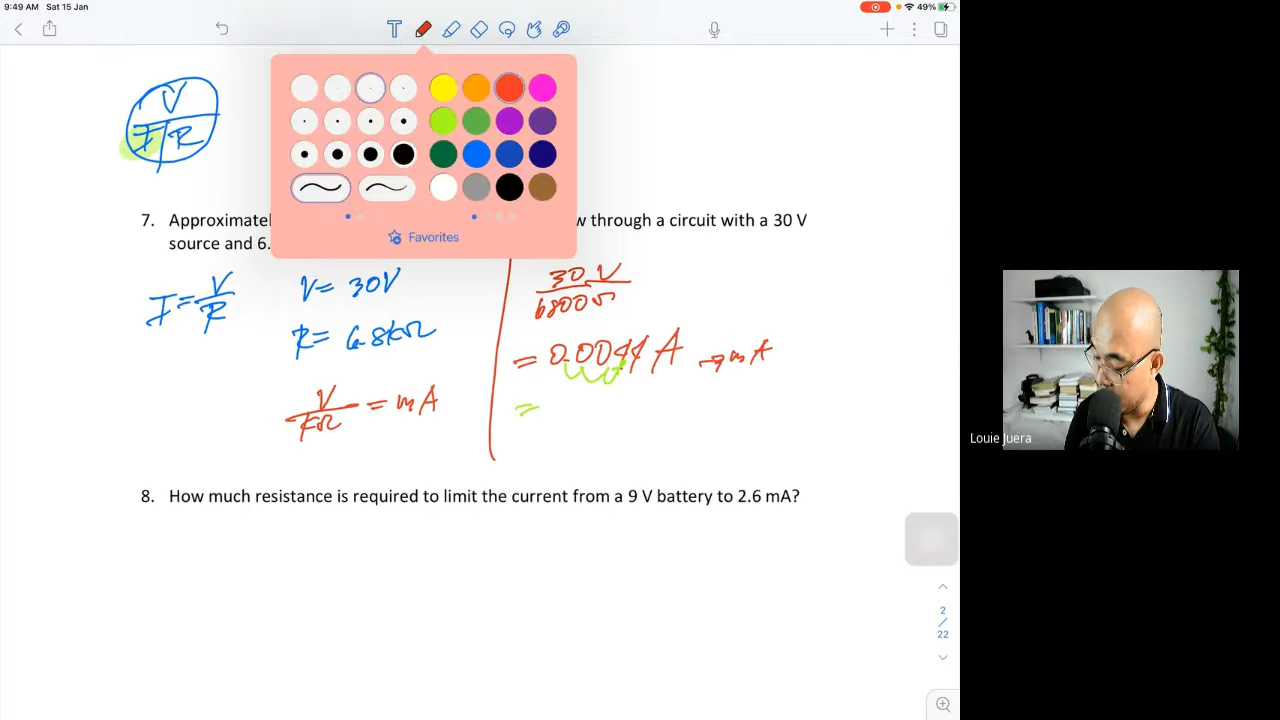 9:49 AM Sat 15 Jan
49%
T
V
I R
Favorites
7. Approximatel w through a circuit with a 30 V
source and 6.
I = V/R
V = 30V
R = 6.8kΩ
V/kΩ = mA
30 V/6800Ω
= 0.0044 A → mA
=
8. How much resistance is required to limit the current from a 9 V battery to 2.6 mA?
Louie Juera
2
/
22